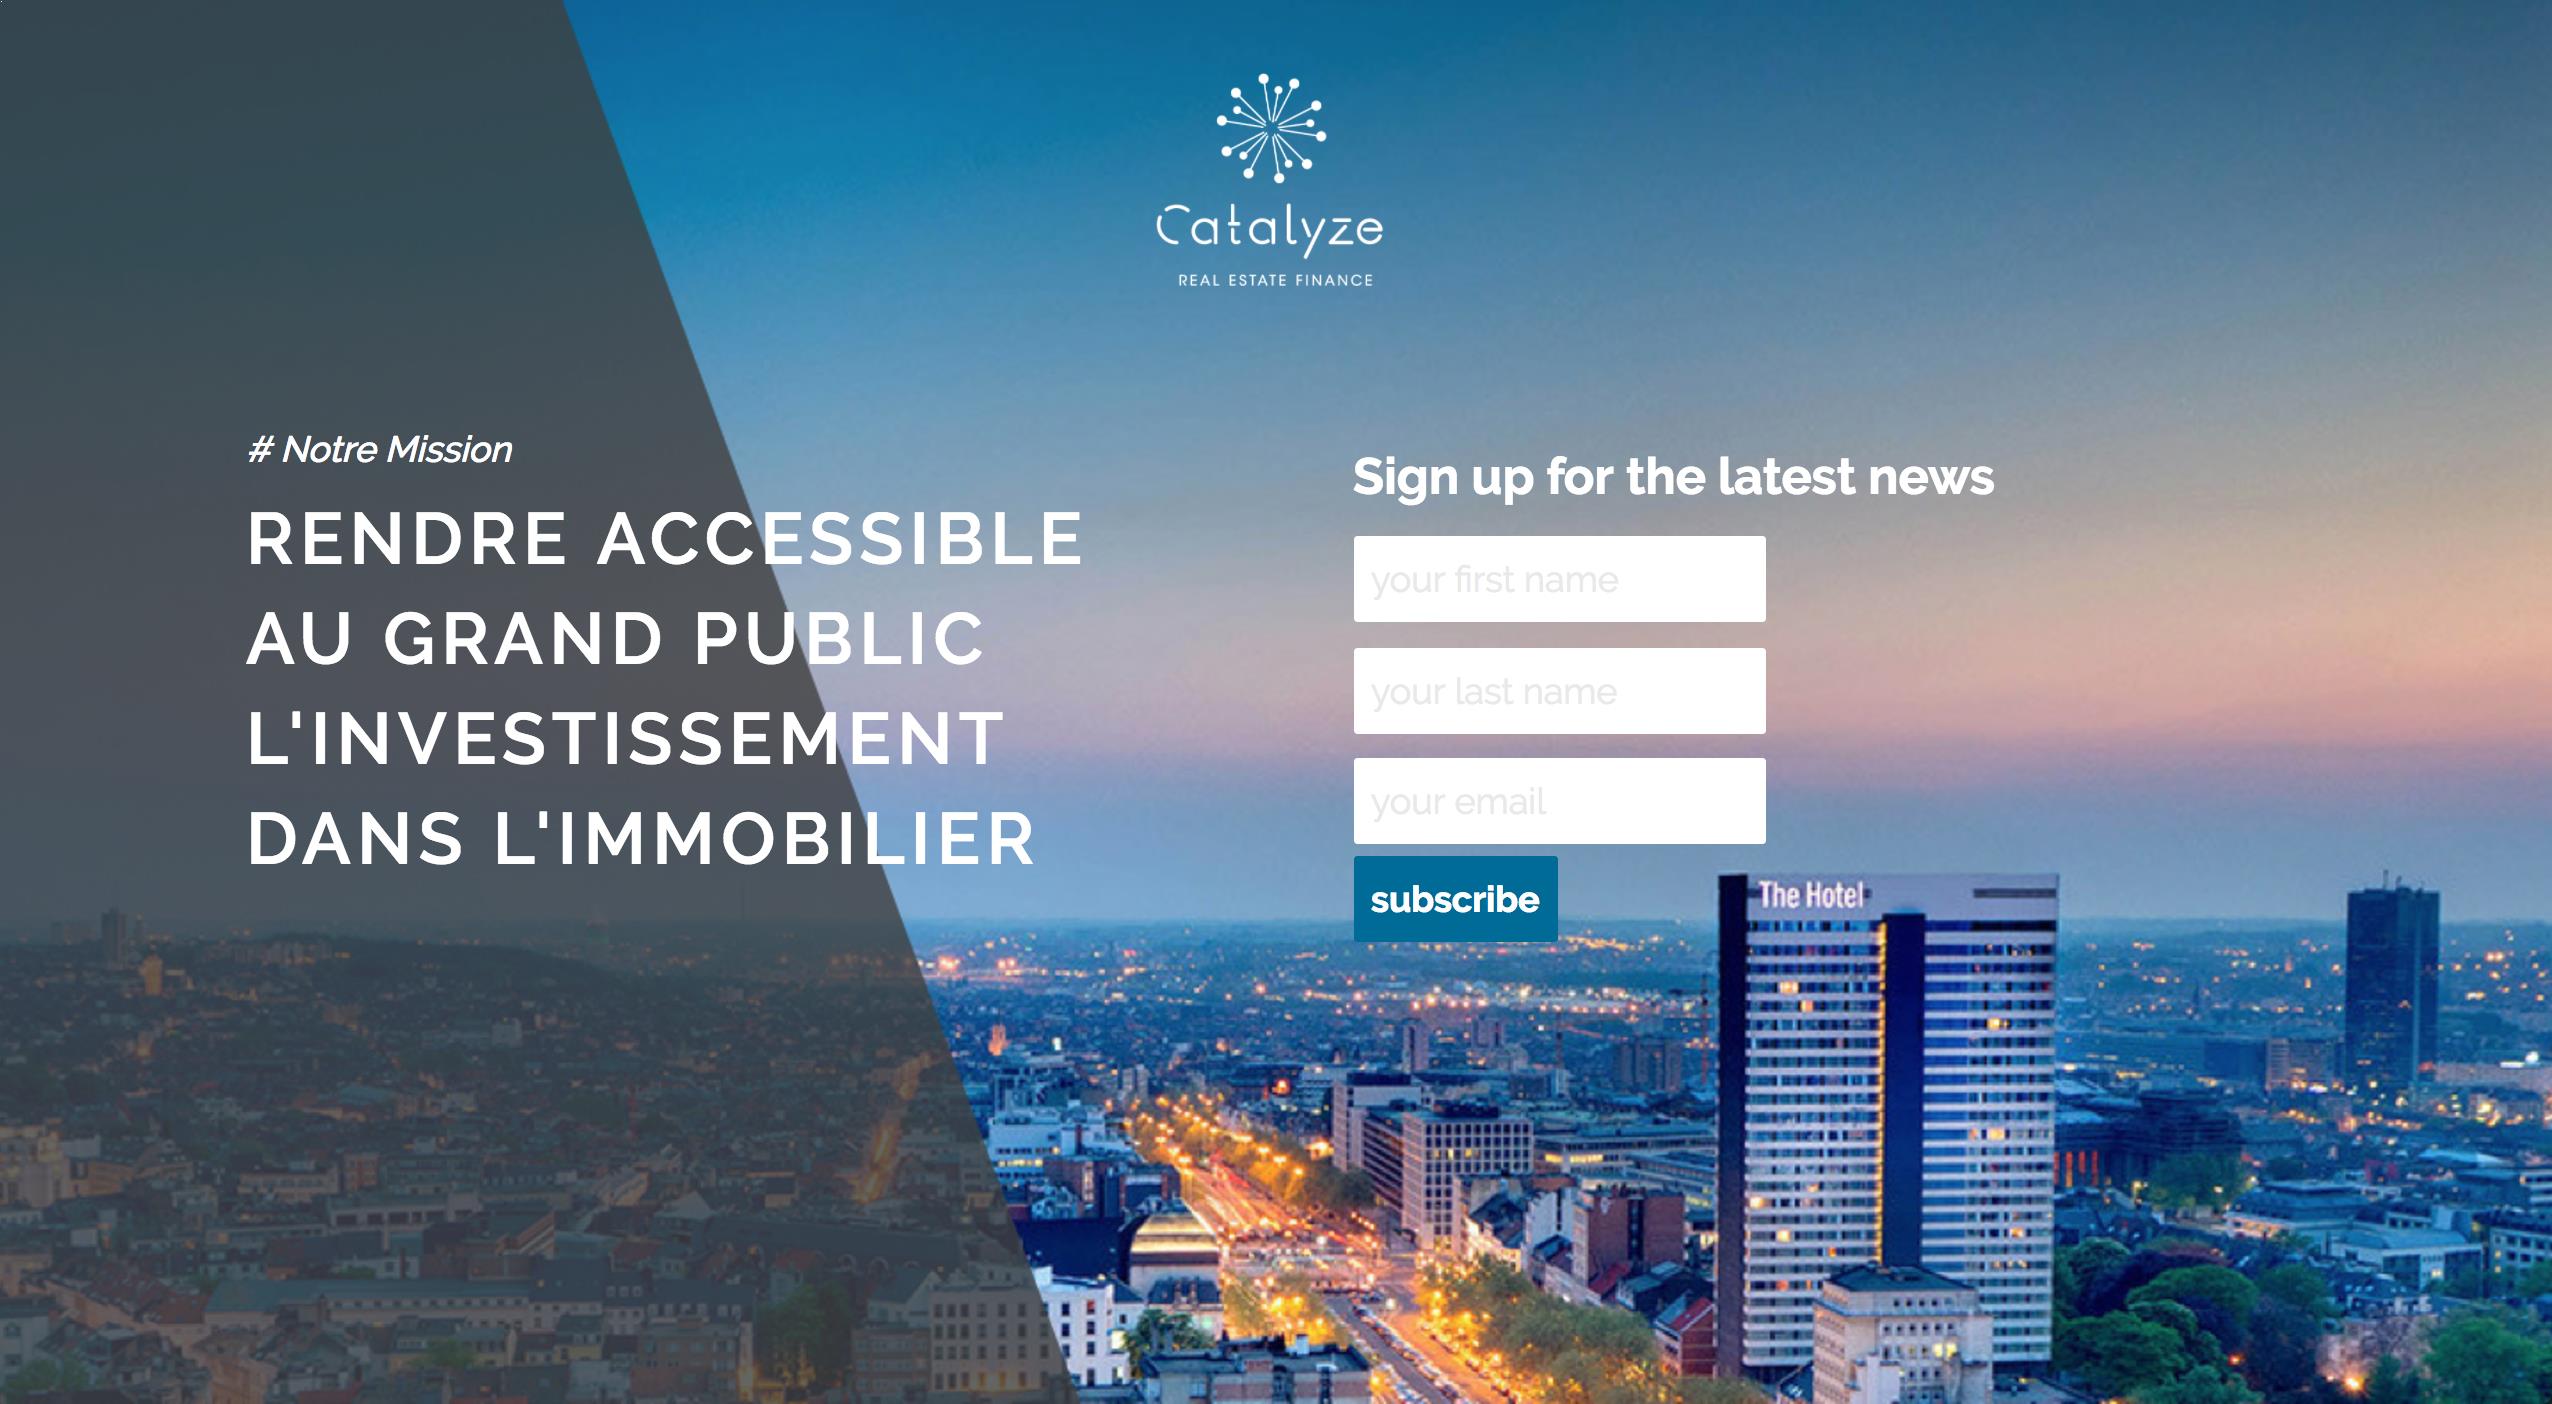 Catalyze
REAL ESTATE FINANCE
# Notre Mission
RENDRE ACCESSIBLE
AU GRAND PUBLIC
L'INVESTISSEMENT
DANS L'IMMOBILIER
Sign up for the latest news
your first name
your last name
your email
subscribe
The Hotel